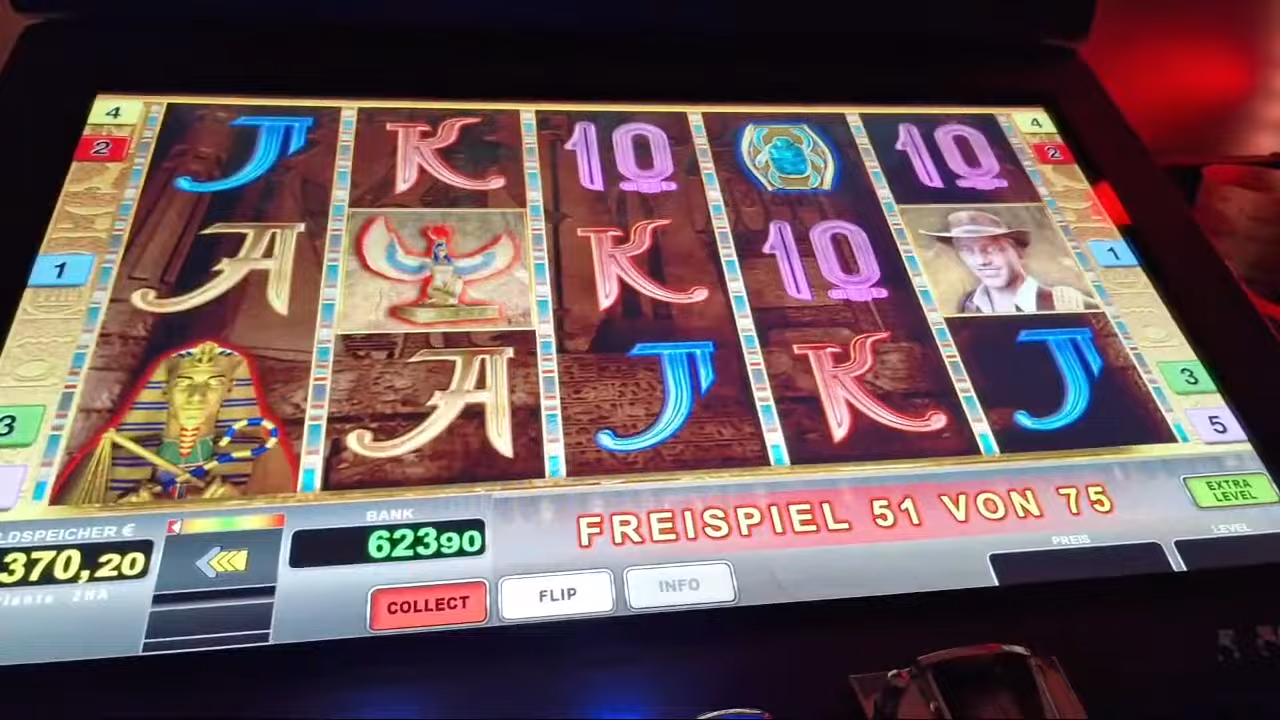 4 J K 10 10 4
2 2
1 A K 10 1
3 A J K J 3
5
LDSPEICHER €
370,20
BANK
62390
FREISPIEL 51 VON 75
EXTRA
LEVEL
PREIS
LEVEL
COLLECT
FLIP
INFO